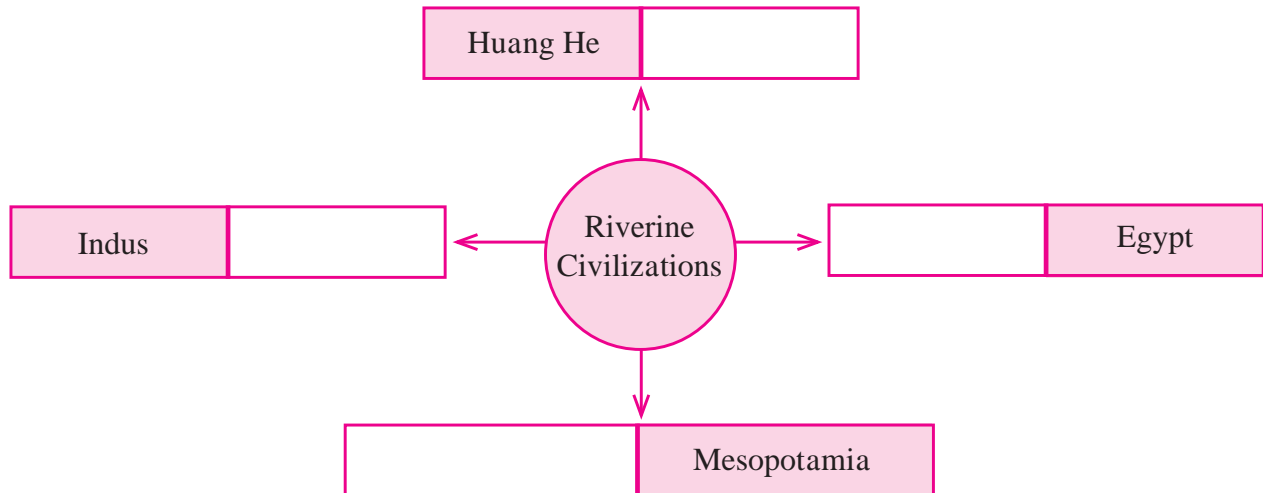 Huang He
Indus
Riverine
Civilizations
Egypt
Mesopotamia